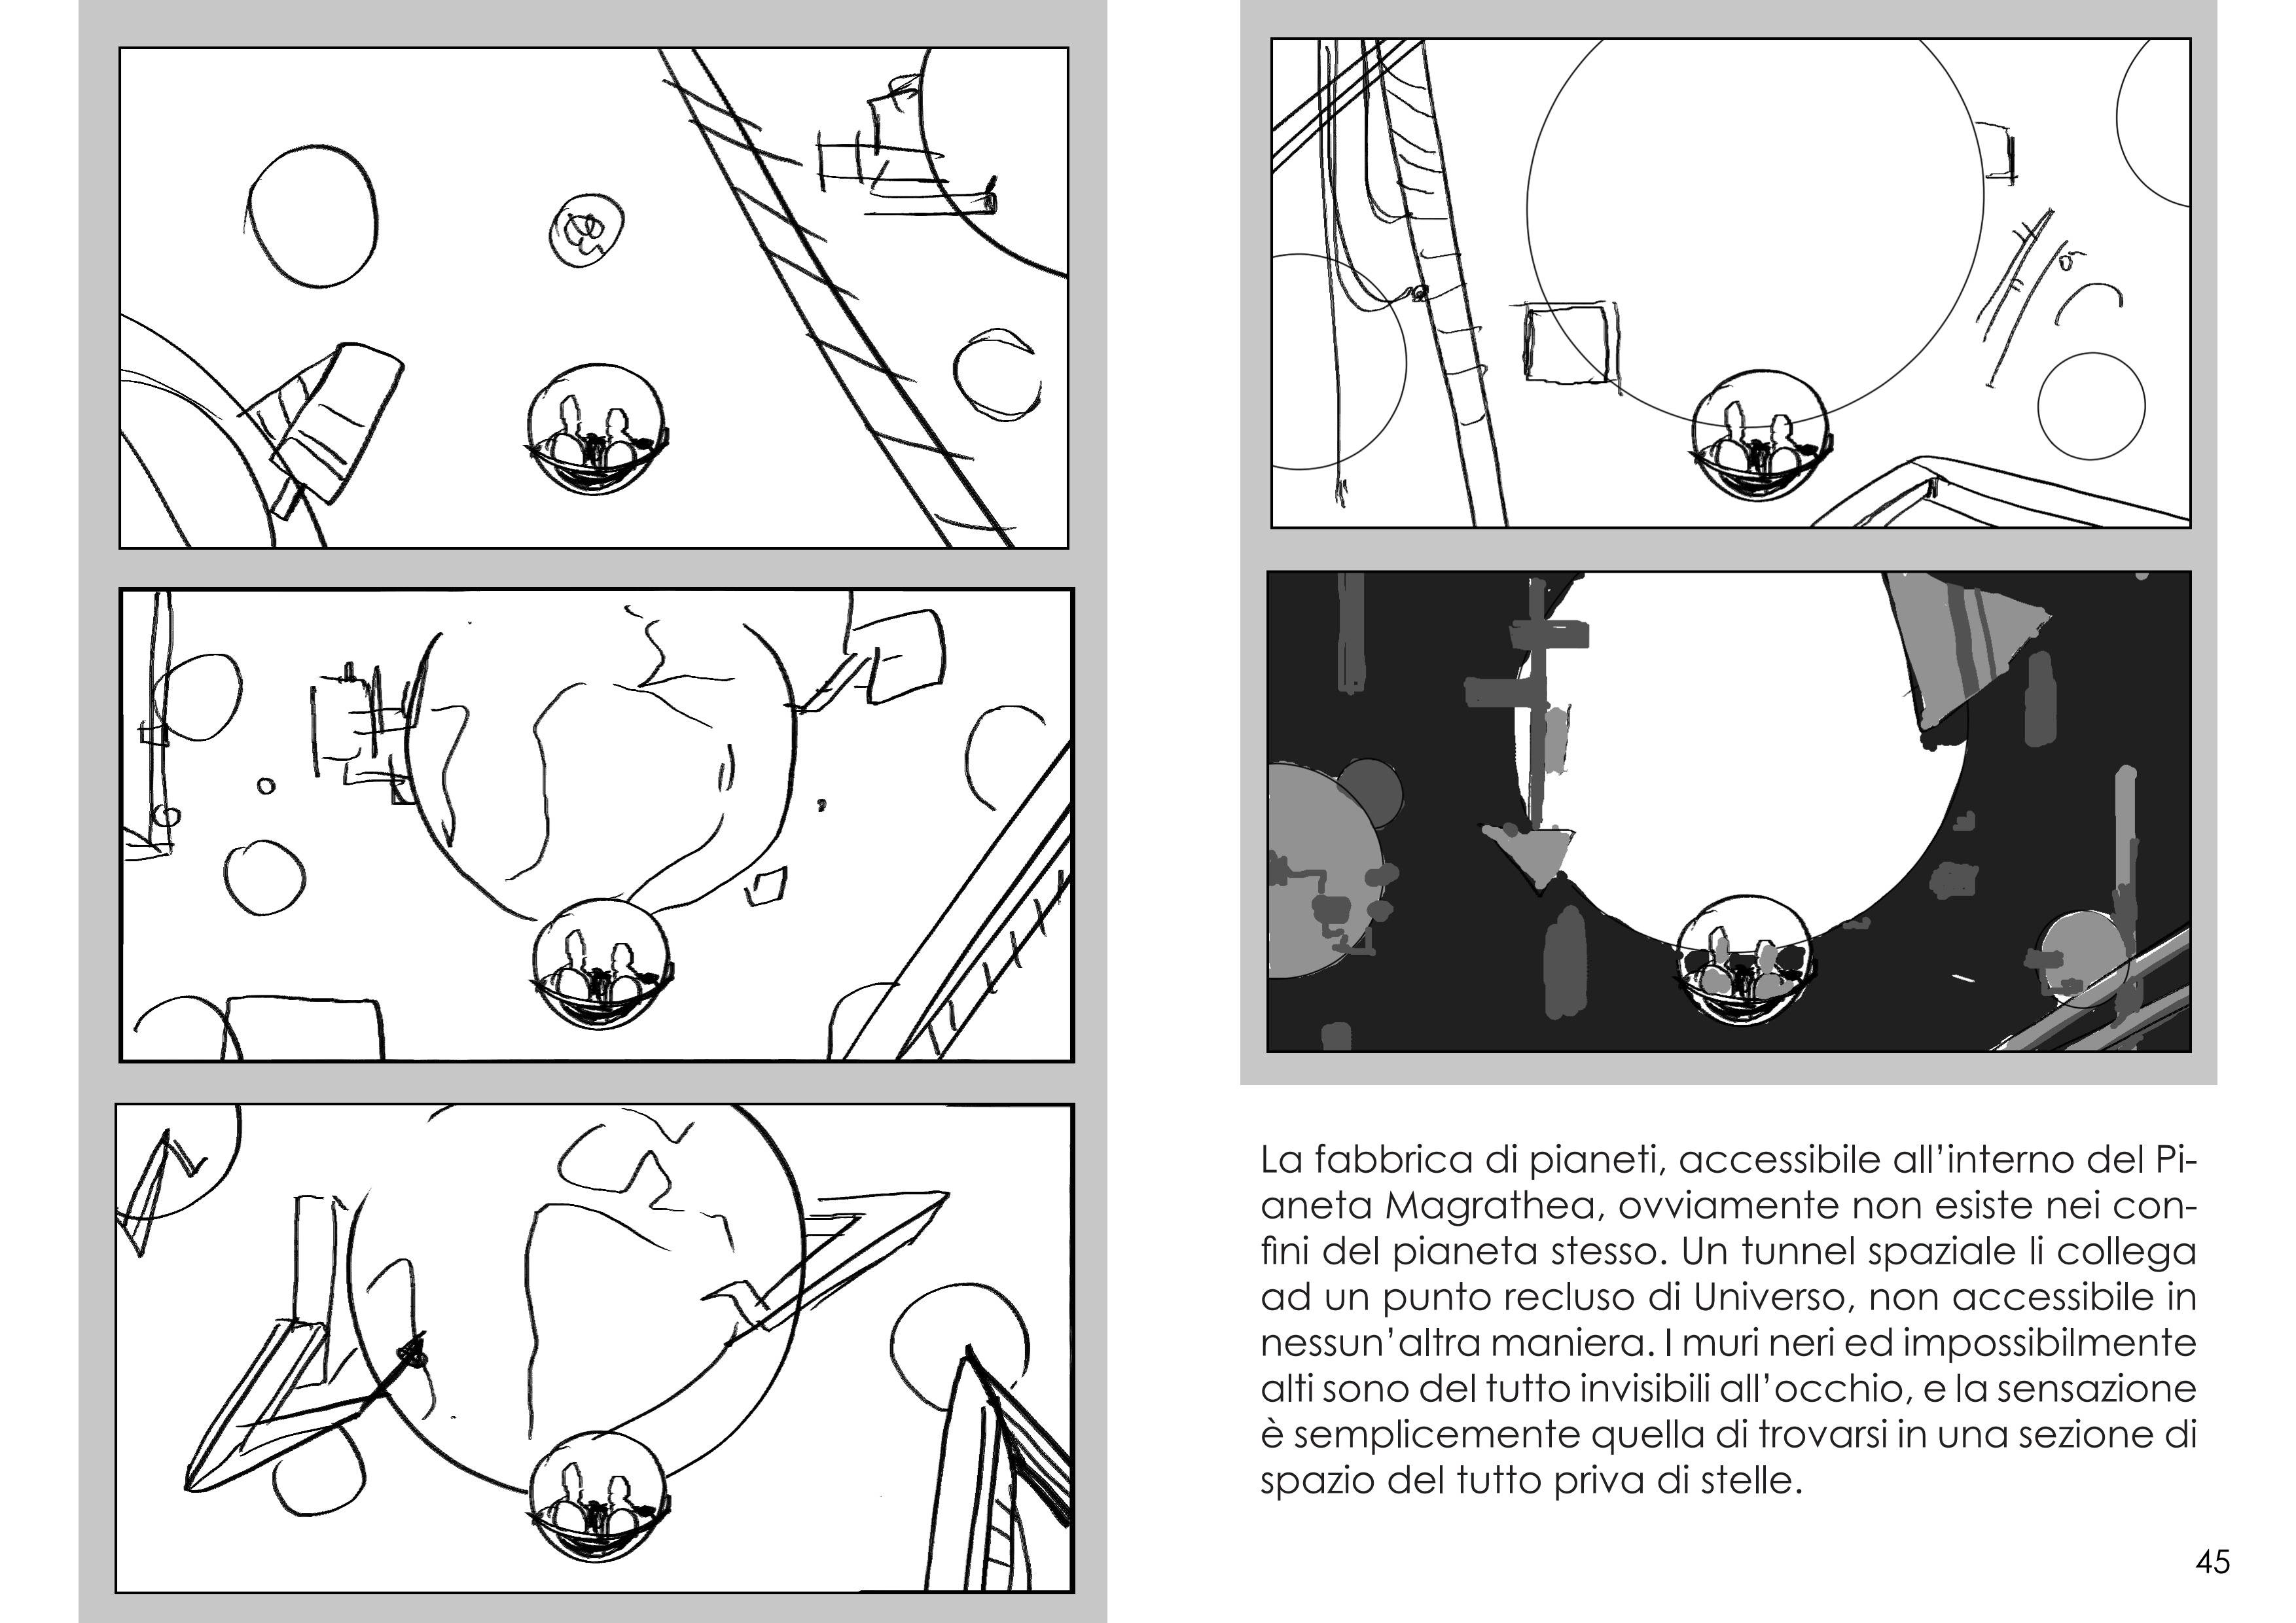 La fabbrica di pianeti, accessibile all’interno del Pi-
aneta Magrathea, ovviamente non esiste nei con-
fini del pianeta stesso. Un tunnel spaziale li collega
ad un punto recluso di Universo, non accessibile in
nessun’altra maniera. I muri neri ed impossibilmente
alti sono del tutto invisibili all’occhio, e la sensazione
è semplicemente quella di trovarsi in una sezione di
spazio del tutto priva di stelle.
45